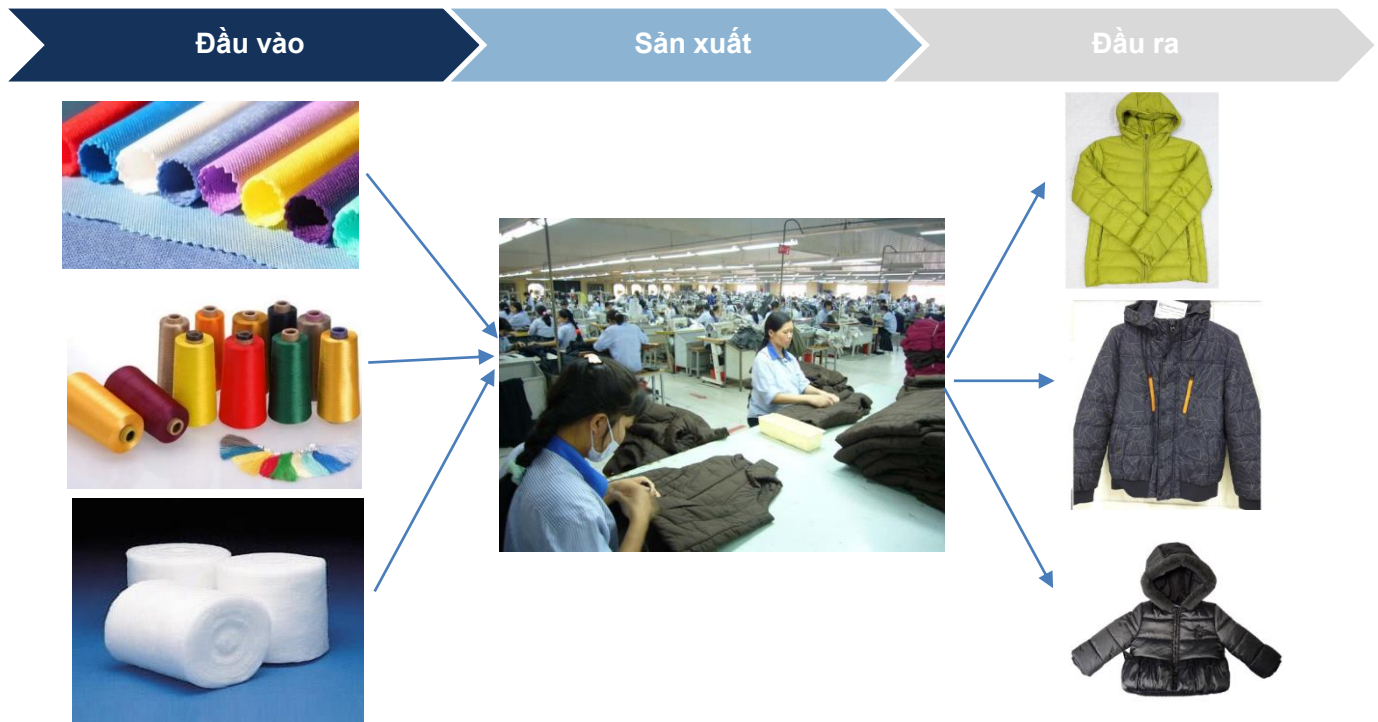 Đầu vào
Sản xuất
Đầu ra